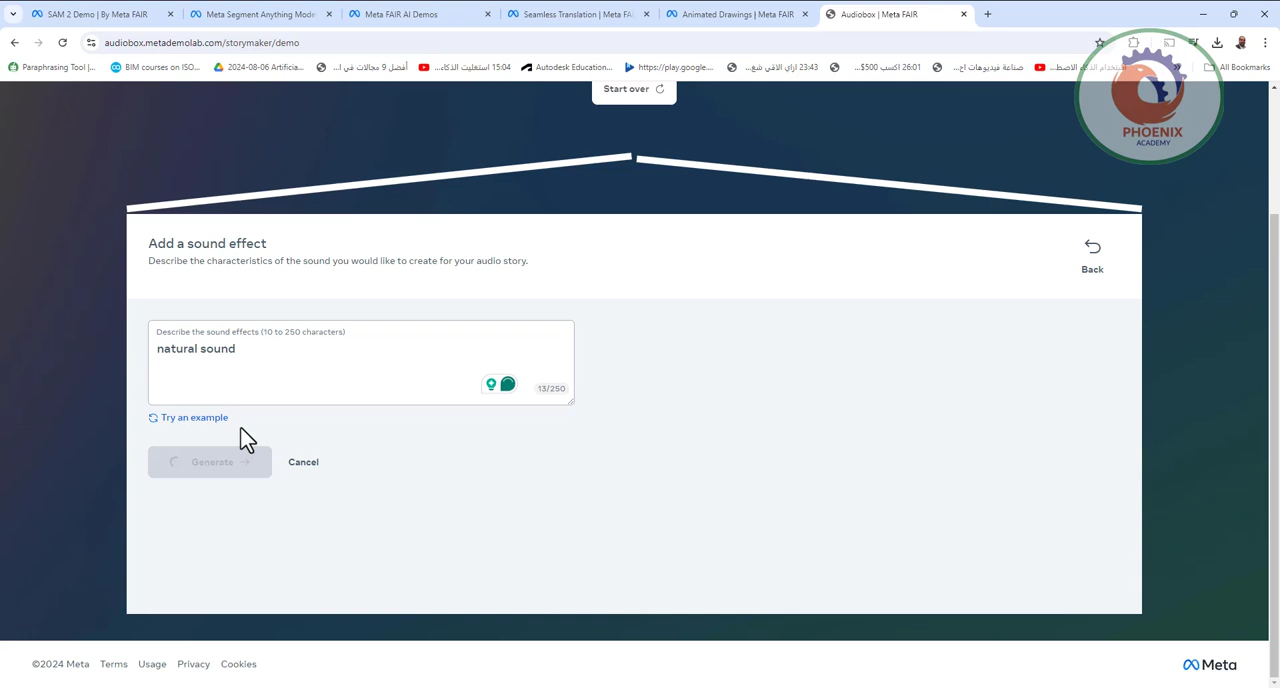 SAM 2 Demo | By Meta FAIR
Meta Segment Anything Mode
Meta FAIR AI Demos
Seamless Translation | Meta FA
Animated Drawings | Meta FAIR
Audiobox | Meta FAIR
audiobox.metademolab.com/storymaker/demo
Paraphrasing Tool |...
BIM courses on ISO...
2024-08-06 Artificia...
أفضل 9 مجالات في ا...
15:04 استغليت الذكاء...
Autodesk Education...
https://play.google....
23:43 ازاي الاقي شغ...
26:01 اكسب 500$...
صناعة فيديوهات اح...
All Bookmarks
PHOENIX
ACADEMY
Start over
Add a sound effect
Describe the characteristics of the sound you would like to create for your audio story.
Back
Describe the sound effects (10 to 250 characters)
natural sound
13/250
Try an example
Generate
Cancel
©2024 Meta
Terms
Usage
Privacy
Cookies
Meta